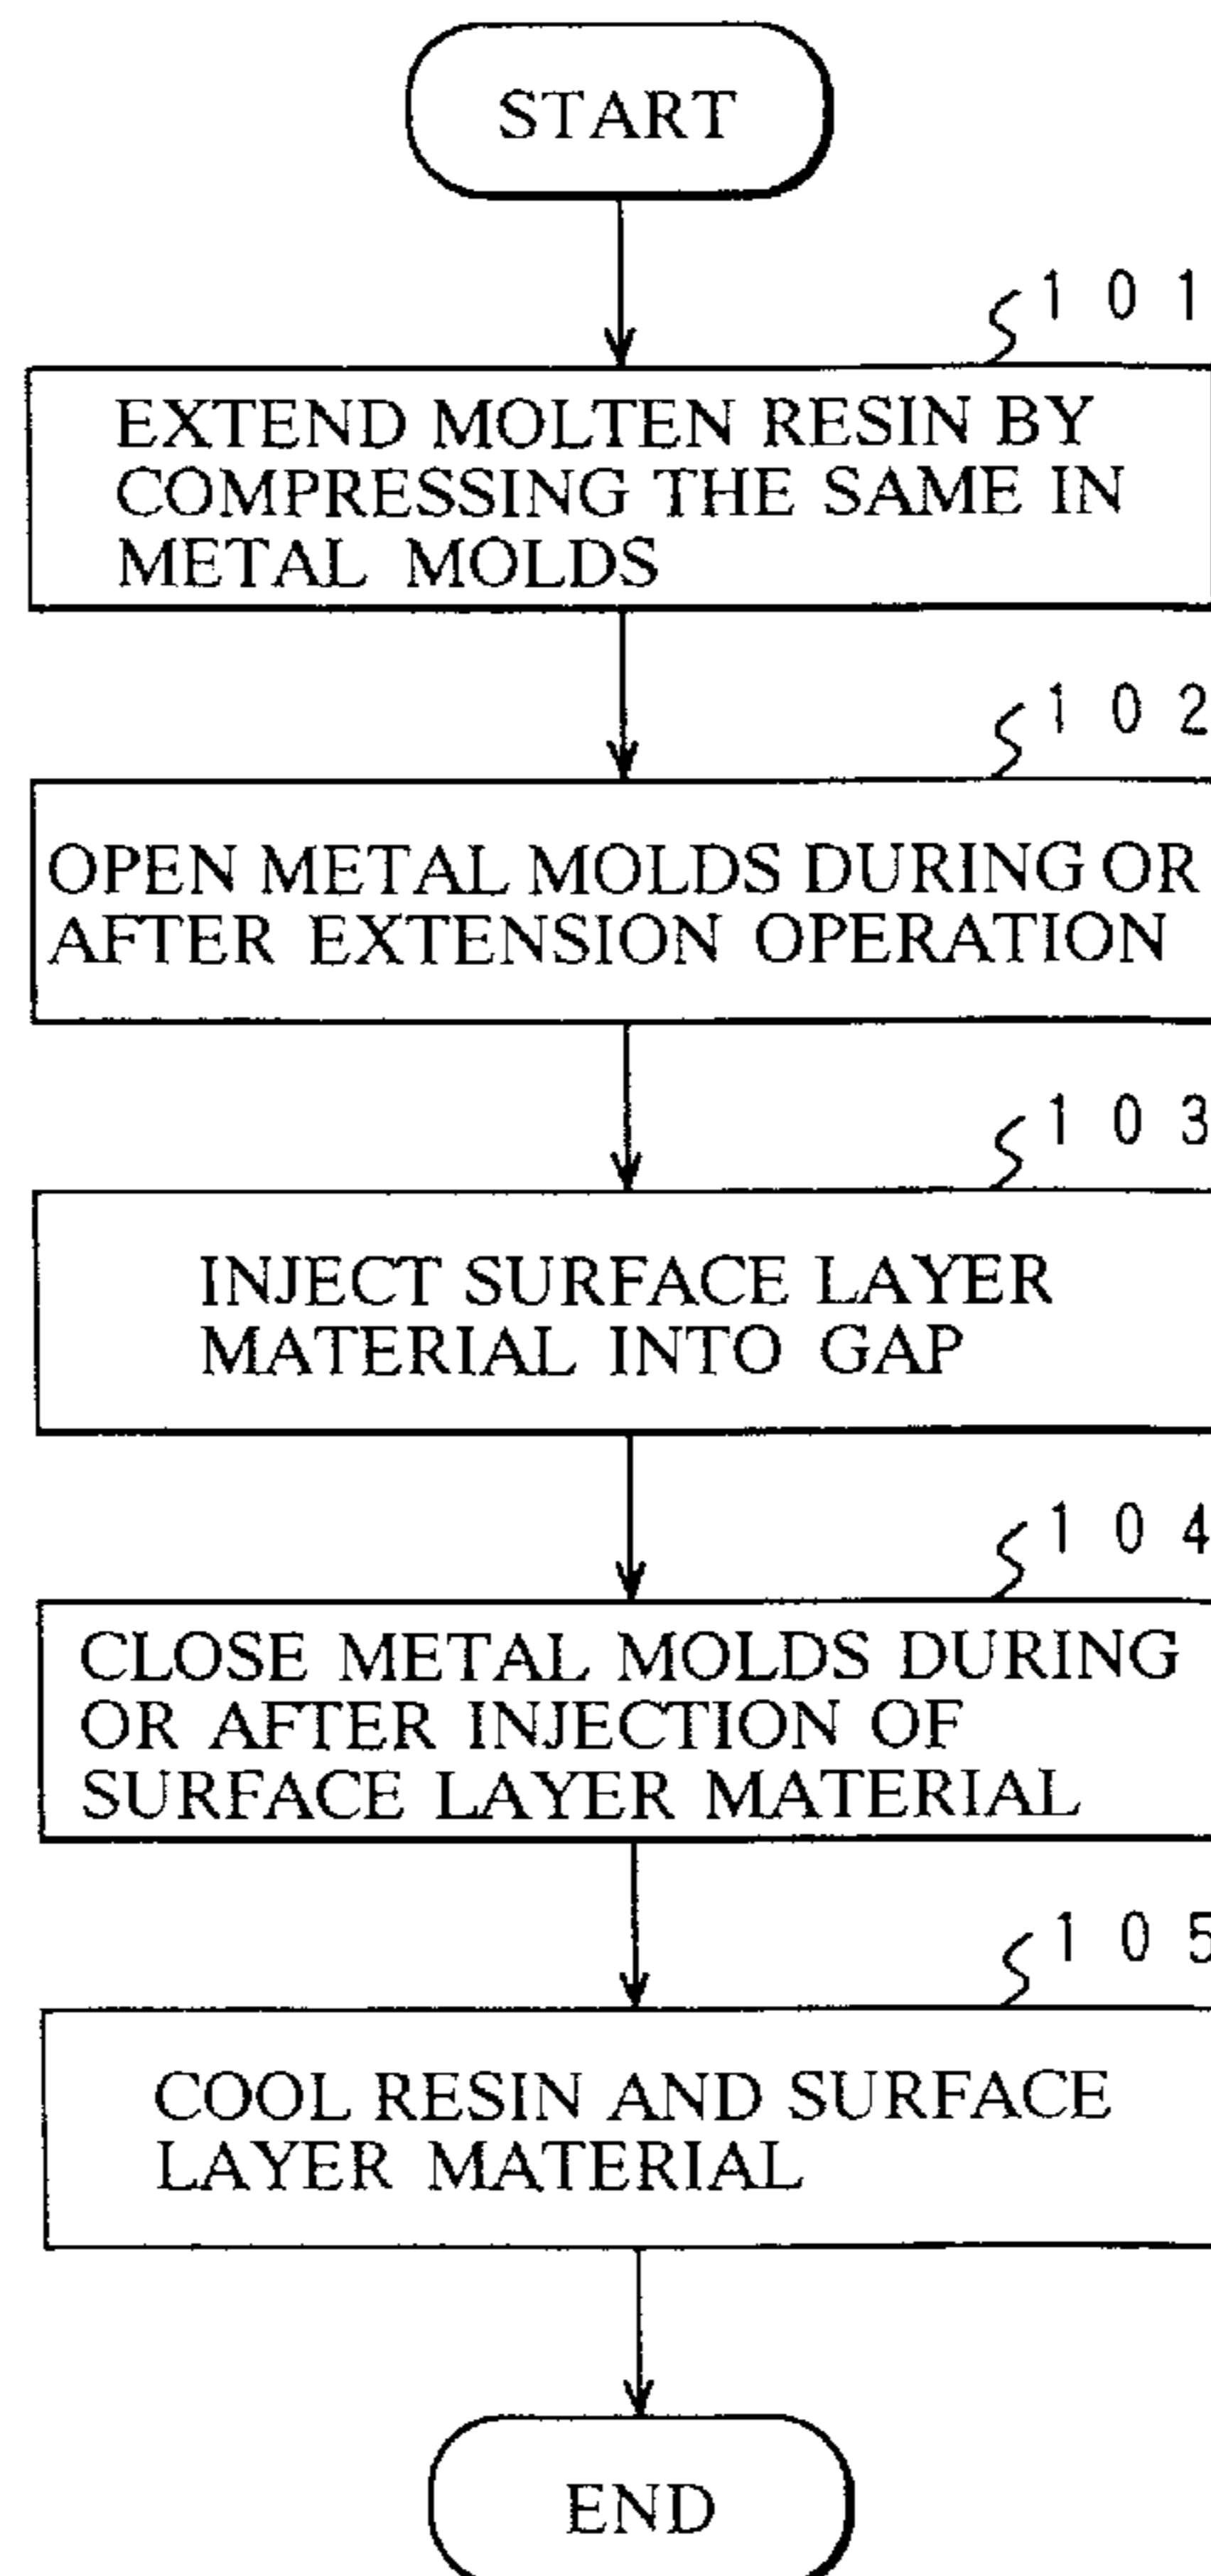 START
101
EXTEND MOLTEN RESIN BY
COMPRESSING THE SAME IN
METAL MOLDS
102
OPEN METAL MOLDS DURING OR
AFTER EXTENSION OPERATION
103
INJECT SURFACE LAYER
MATERIAL INTO GAP
104
CLOSE METAL MOLDS DURING
OR AFTER INJECTION OF
SURFACE LAYER MATERIAL
105
COOL RESIN AND SURFACE
LAYER MATERIAL
END